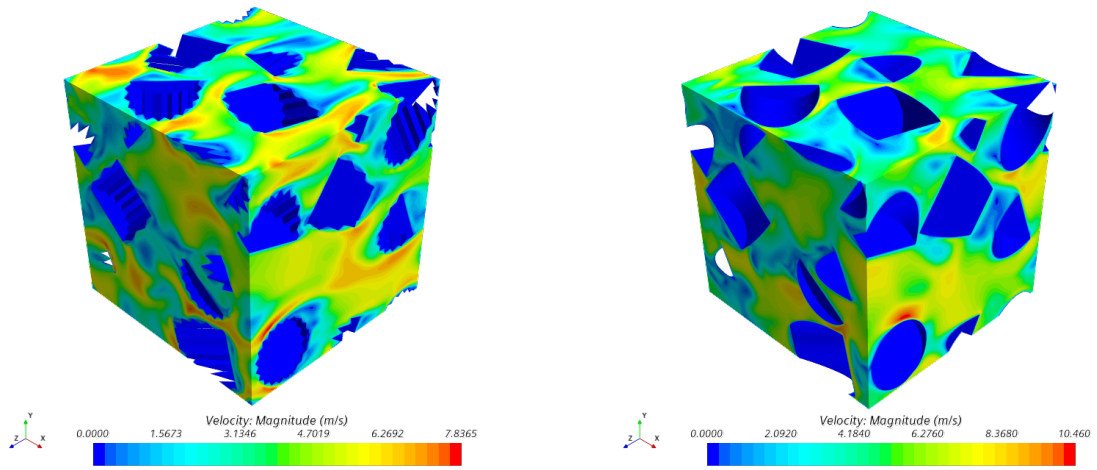 Y
Z X
Velocity: Magnitude (m/s)
0.0000 1.5673 3.1346 4.7019 6.2692 7.8365
Y
Z X
Velocity: Magnitude (m/s)
0.0000 2.0920 4.1840 6.2760 8.3680 10.460